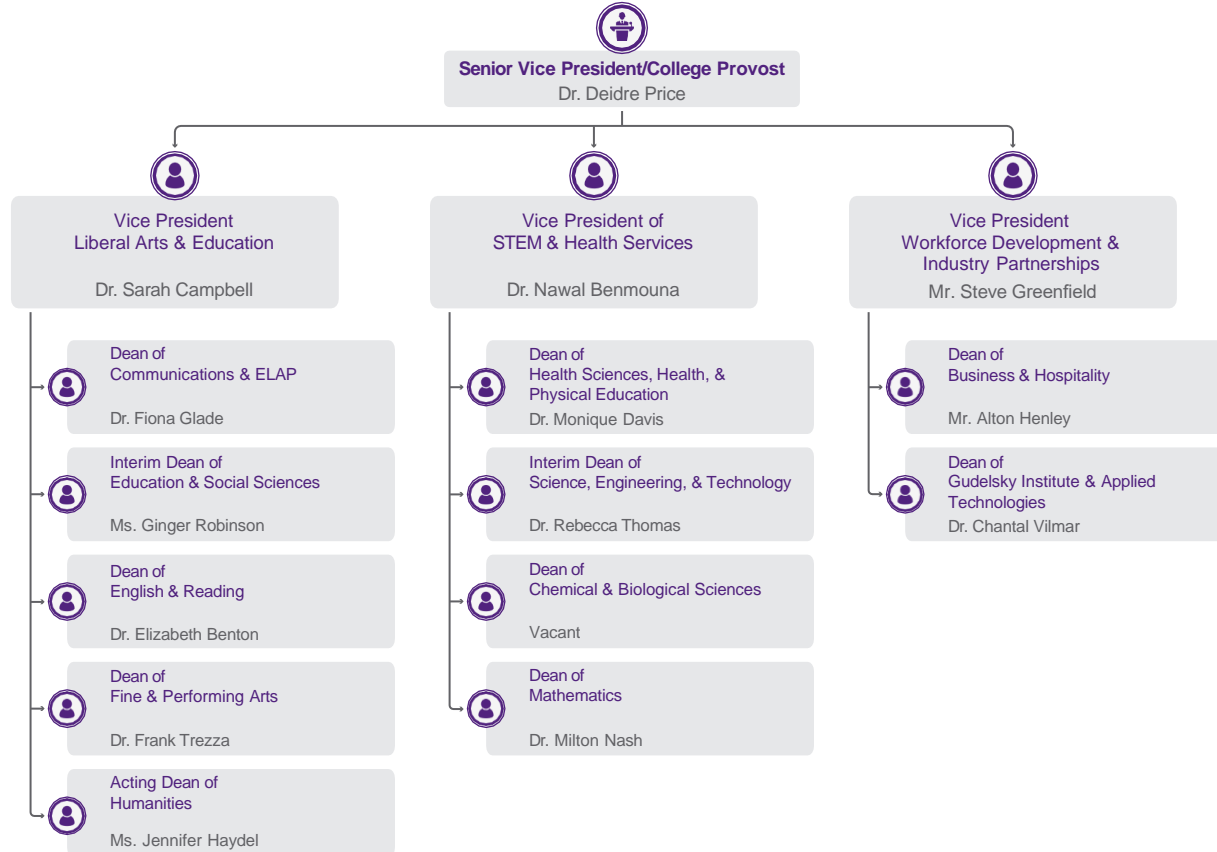 Senior Vice President/College Provost
Dr. Deidre Price
Vice President
Liberal Arts & Education
Dr. Sarah Campbell
Dean of
Communications & ELAP
Dr. Fiona Glade
Interim Dean of
Education & Social Sciences
Ms. Ginger Robinson
Dean of
English & Reading
Dr. Elizabeth Benton
Dean of
Fine & Performing Arts
Dr. Frank Trezza
Acting Dean of
Humanities
Ms. Jennifer Haydel
Vice President of
STEM & Health Services
Dr. Nawal Benmouna
Dean of
Health Sciences, Health, &
Physical Education
Dr. Monique Davis
Interim Dean of
Science, Engineering, & Technology
Dr. Rebecca Thomas
Dean of
Chemical & Biological Sciences
Vacant
Dean of
Mathematics
Dr. Milton Nash
Vice President
Workforce Development &
Industry Partnerships
Mr. Steve Greenfield
Dean of
Business & Hospitality
Mr. Alton Henley
Dean of
Gudelsky Institute & Applied
Technologies
Dr. Chantal Vilmar